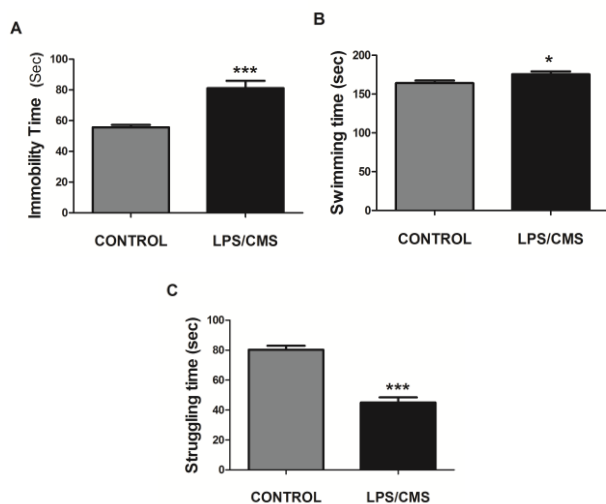 A
Immobility Time (Sec)
100
80
60
40
20
0
***
CONTROL LPS/CMS
B
Swimming time (sec)
200
150
100
50
0
*
CONTROL LPS/CMS
C
Struggling time (sec)
100
80
60
40
20
0
***
CONTROL LPS/CMS